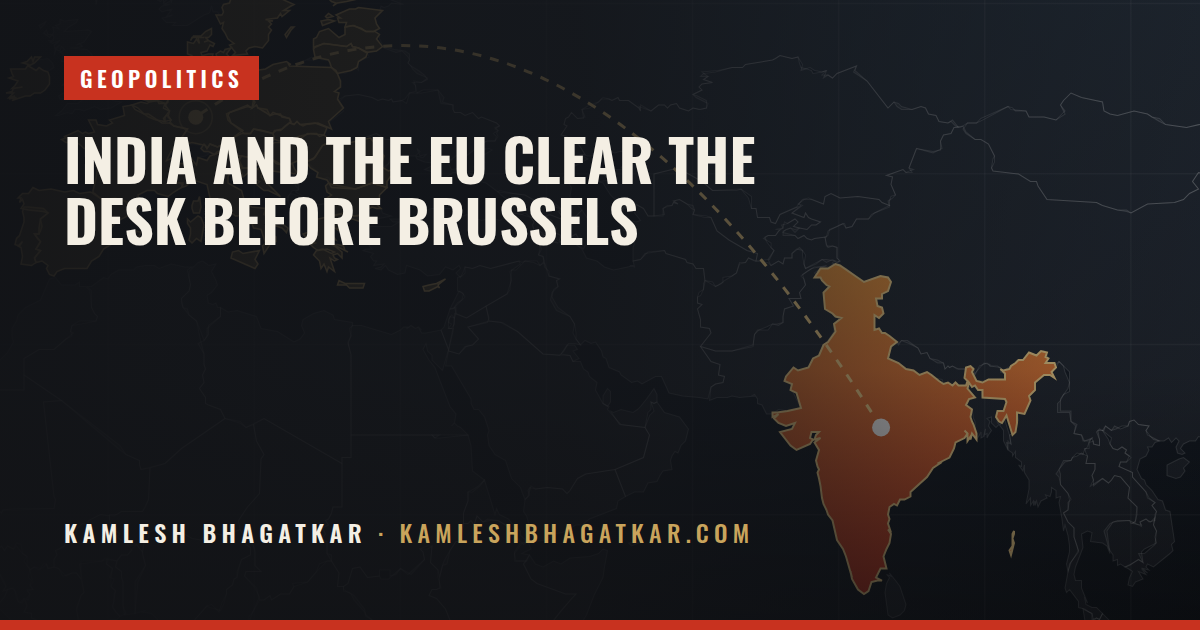 GEOPOLITICS
INDIA AND THE EU CLEAR THE
DESK BEFORE BRUSSELS
KAMLESH BHAGATKAR · KAMLESHBHAGATKAR.COM